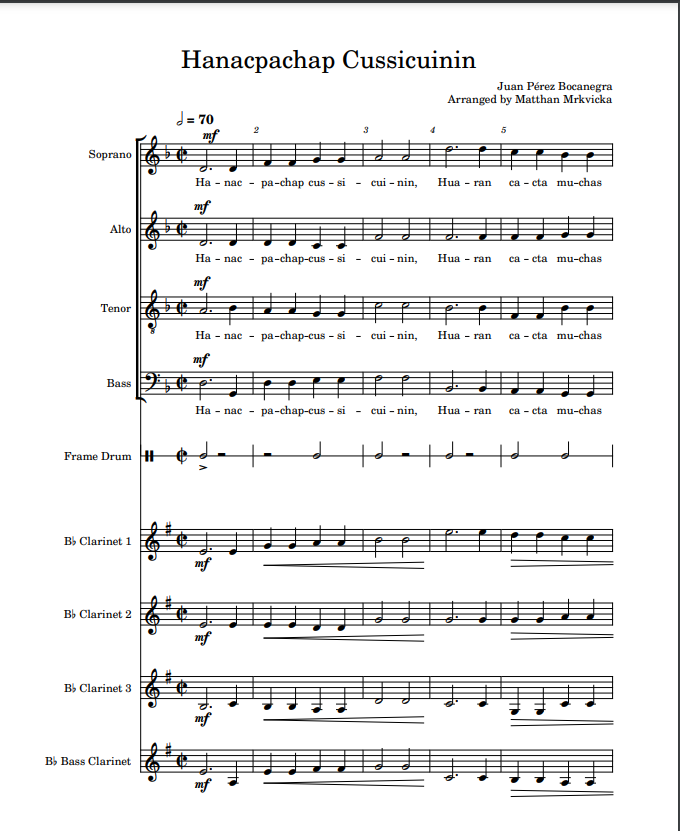 Hanacpachap Cussicuinin
Juan Pérez Bocanegra
Arranged by Matthan Mrkvicka
= 70
mf
2
3
4
5
Soprano
Ha – nac – pa – chap cus – si – cui – nin, Hua – ran ca – cta mu – chas
mf
Alto
Ha – nac – pa – chap – cus – si – cui – nin, Hua – ran ca – cta mu – chas
mf
Tenor
8
Ha – nac – pa – chap – cus – si – cui – nin, Hua – ran ca – cta mu – chas
mf
Bass
Ha – nac – pa – chap – cus – si – cui – nin, Hua – ran ca – cta mu – chas
Frame Drum
B♭ Clarinet 1
mf
B♭ Clarinet 2
mf
B♭ Clarinet 3
mf
B♭ Bass Clarinet
mf